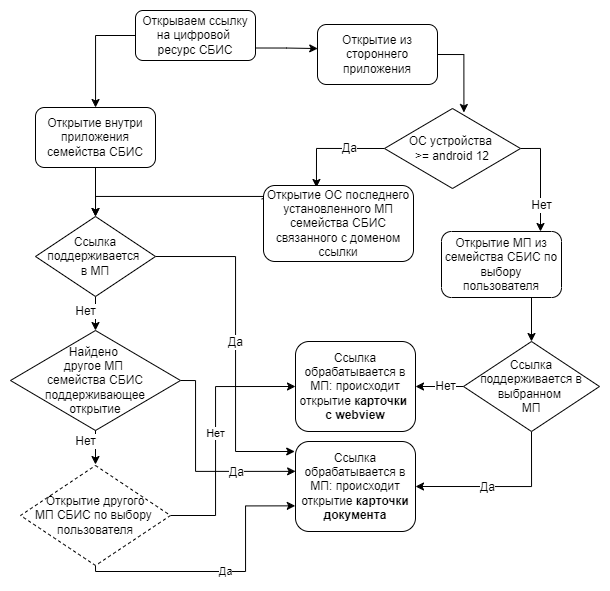 Открываем ссылку
на цифровой
ресурс СБИС
Открытие из
стороннего
приложения
Открытие внутри
приложения
семейства СБИС
ОС устройства
>= android 12
Да
Нет
Открытие ОС последнего
установленного МП
семейства СБИС
связанного с доменом
ссылки
Открытие МП из
семейства СБИС по
выбору
пользователя
Ссылка
поддерживается
в МП
Да
Нет
Найдено
другое МП
семейства СБИС
поддерживающее
открытие
Ссылка
обрабатывается в
МП: происходит
открытие карточки
с webview
Нет
Ссылка
поддерживается в
выбранном
МП
Нет
Нет
Да
Ссылка
обрабатывается в
МП: происходит
открытие карточки
документа
Да
Открытие другого
МП СБИС по выбору
пользователя
Да